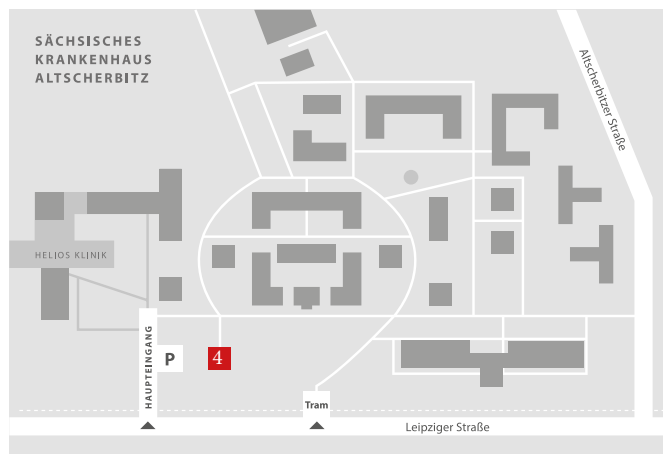 SÄCHSISCHES
KRANKENHAUS
ALTSCHERBITZ
Altscherbitzer Straße
HELIOS KLINIK
HAUPTEINGANG
P
4
Tram
Leipziger Straße